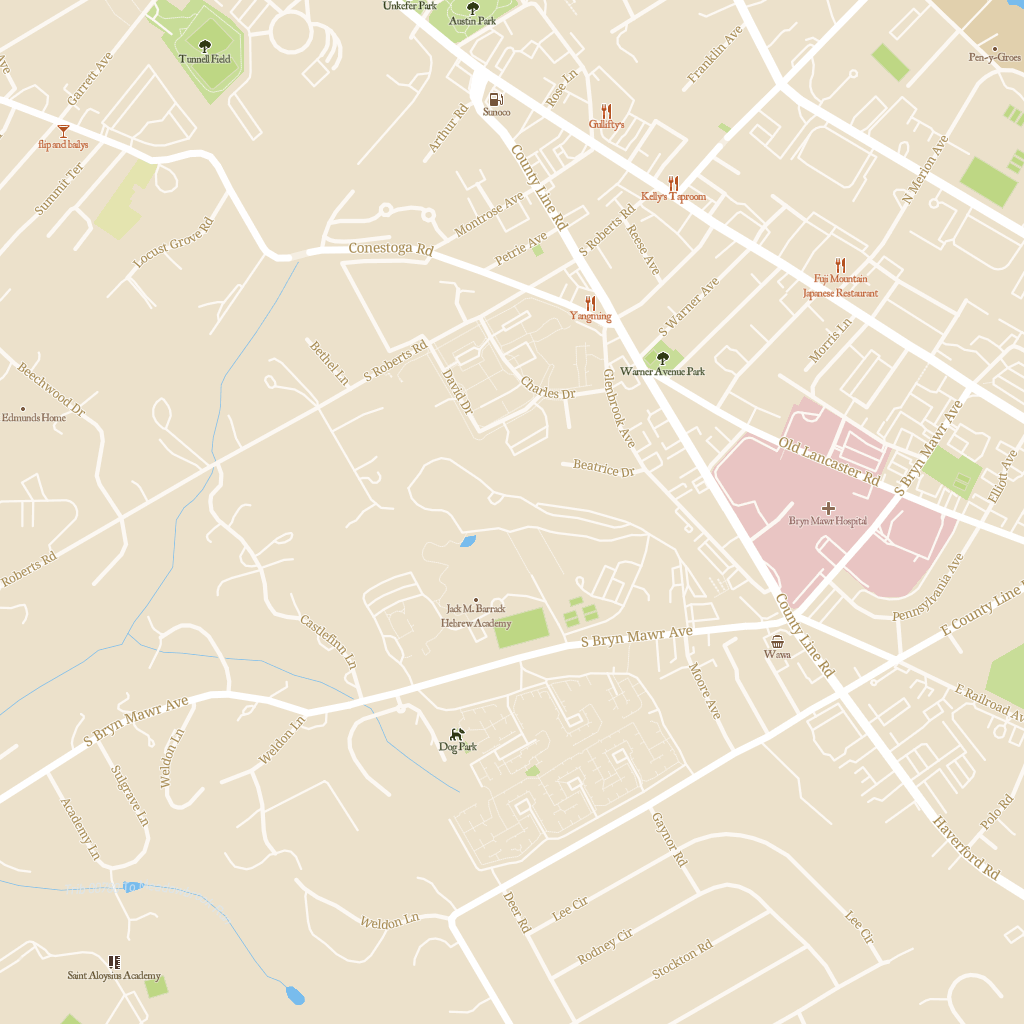 Unkefer Park
Austin Park
Tunnell Field
Garrett Ave
Ave
flip and bailys
Summit Ter
Locust Grove Rd
Sunoco
Arthur Rd
Rose Ln
Gullifty's
Franklin Ave
Pen-y-Groes
N Merion Ave
Kelly's Taproom
County Line Rd
Montrose Ave
Petrie Ave
S Roberts Rd
Reese Ave
Conestoga Rd
Fuji Mountain
Japanese Restaurant
Yangming
S Warner Ave
Morris Ln
Bethel Ln
S Roberts Rd
Warner Avenue Park
Beechwood Dr
Edmunds Home
David Dr
Charles Dr
Glenbrook Ave
Beatrice Dr
Old Lancaster Rd
S Bryn Mawr Ave
Elliott Ave
Bryn Mawr Hospital
Roberts Rd
Pennsylvania Ave
E County Line R
Jack M. Barrack
Hebrew Academy
Castlefinn Ln
S Bryn Mawr Ave
County Line Rd
Wawa
Moore Ave
E Railroad Av
S Bryn Mawr Ave
Weldon Ln
Weldon Ln
Dog Park
Sulgrave Ln
Academy Ln
Gaynor Rd
Polo Rd
Haverford Rd
Weldon Ln
Deer Rd
Lee Cir
Lee Cir
Rodney Cir
Stockton Rd
Saint Aloysius Academy